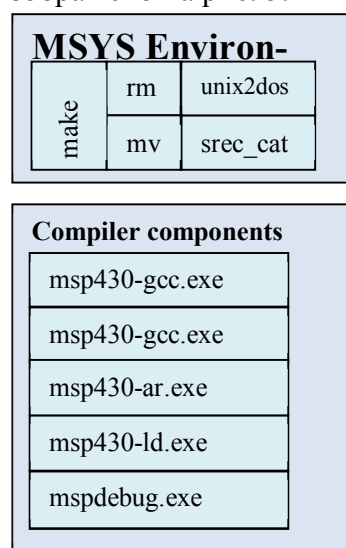 MSYS Environ-
make
rm unix2dos
mv srec_cat
Compiler components
msp430-gcc.exe
msp430-gcc.exe
msp430-ar.exe
msp430-ld.exe
mspdebug.exe